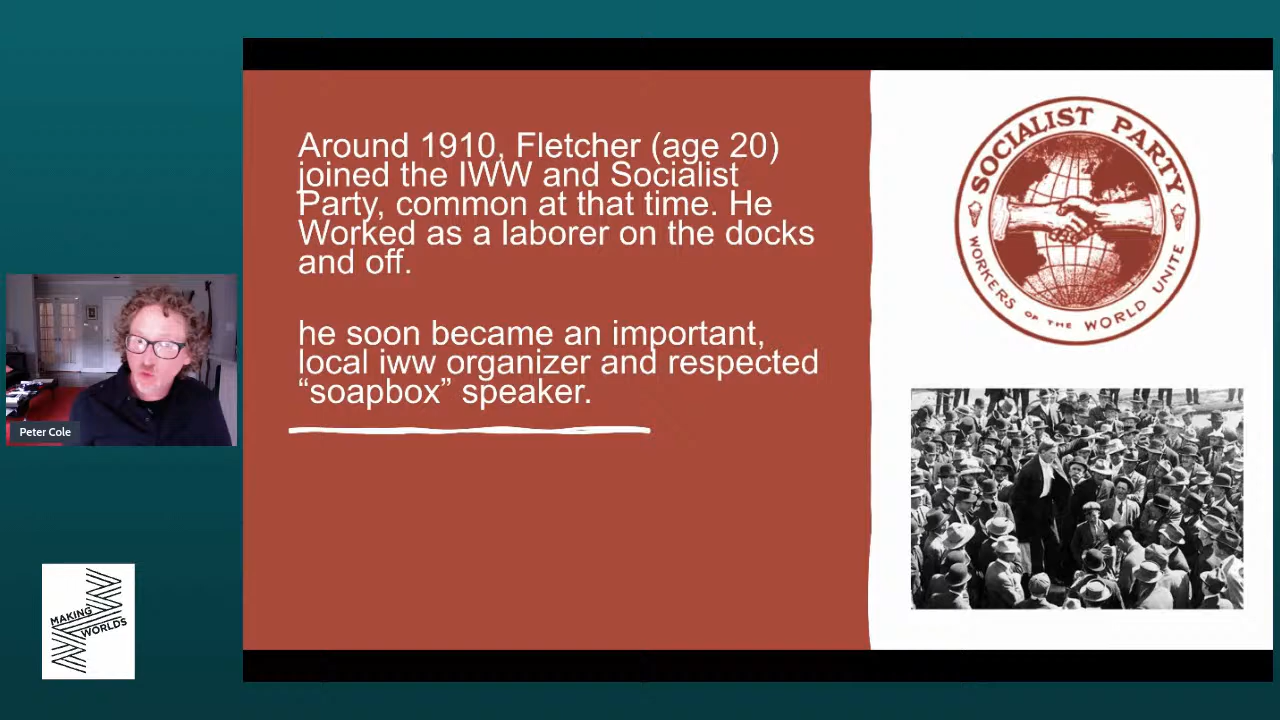 Around 1910, Fletcher (age 20)
joined the IWW and Socialist
Party, common at that time. He
Worked as a laborer on the docks
and off.
he soon became an important,
local iww organizer and respected
“soapbox” speaker.
SOCIALIST PARTY
WORKERS OF THE WORLD UNITE
Peter Cole
MAKING
WORLDS